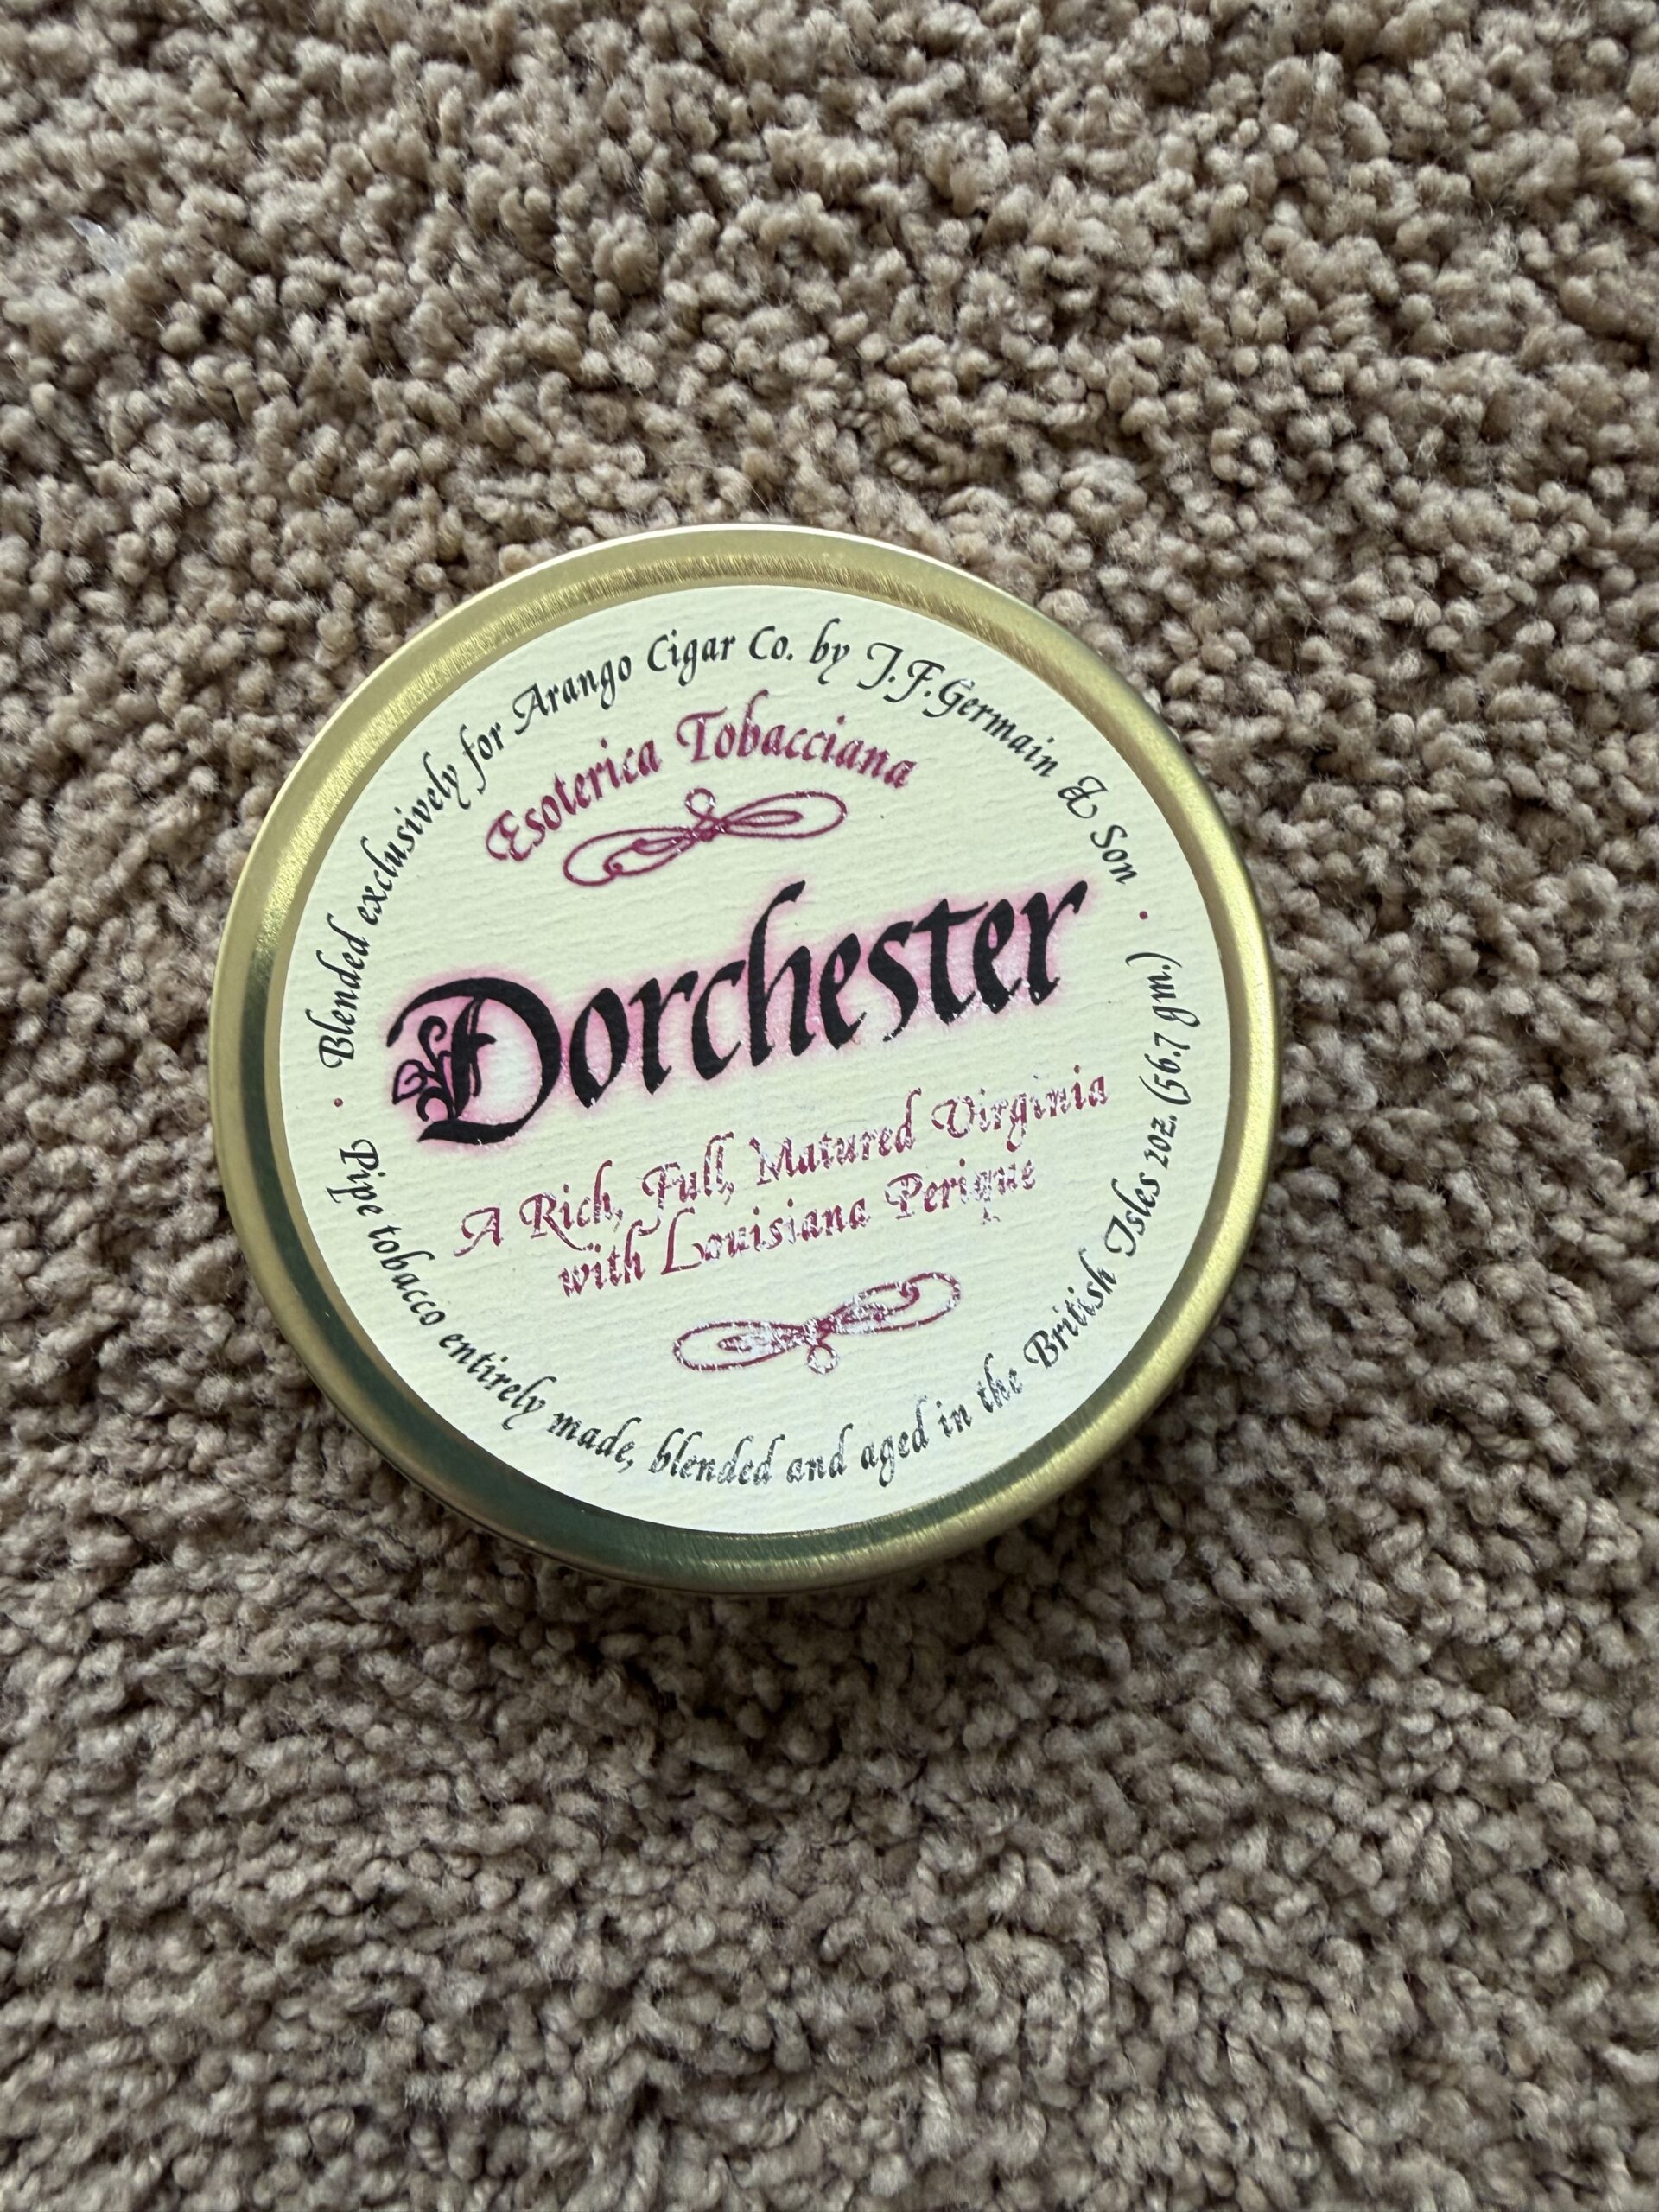 Blended exclusively for Arango Cigar Co. by J.F.Germain & Son
Esoterica Tobacciana
Dorchester
A Rich, Full, Matured Virginia
with Louisiana Perique
Pipe tobacco entirely made, blended and aged in the British Isles 2oz. (56.7 gm.)